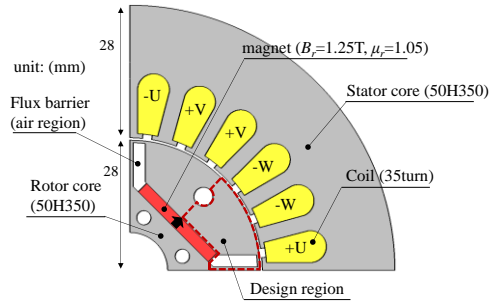 28
magnet (Br=1.25T, μr=1.05)
unit: (mm)
Stator core (50H350)
-U
+V
Flux barrier
(air region)
+V
28
-W
Rotor core
(50H350)
Coil (35turn)
-W
+U
Design region